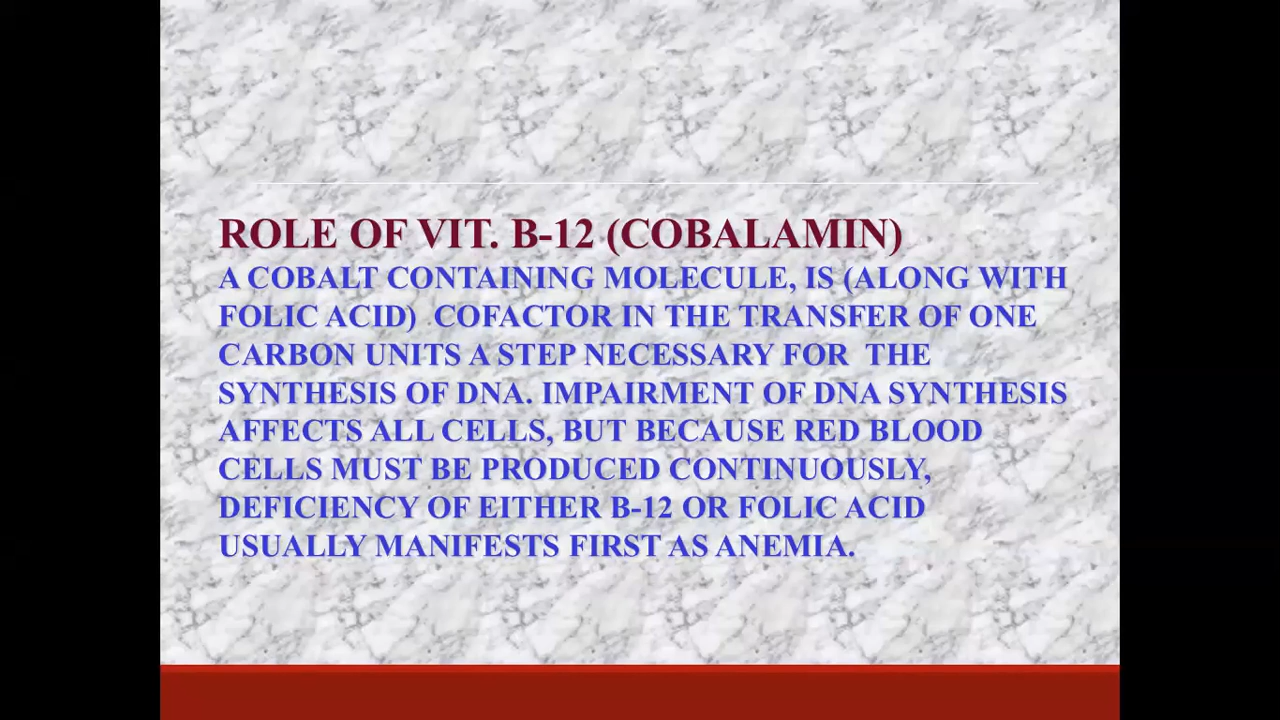 ROLE OF VIT. B-12 (COBALAMIN)
A COBALT CONTAINING MOLECULE, IS (ALONG WITH
FOLIC ACID) COFACTOR IN THE TRANSFER OF ONE
CARBON UNITS A STEP NECESSARY FOR THE
SYNTHESIS OF DNA. IMPAIRMENT OF DNA SYNTHESIS
AFFECTS ALL CELLS, BUT BECAUSE RED BLOOD
CELLS MUST BE PRODUCED CONTINUOUSLY,
DEFICIENCY OF EITHER B-12 OR FOLIC ACID
USUALLY MANIFESTS FIRST AS ANEMIA.